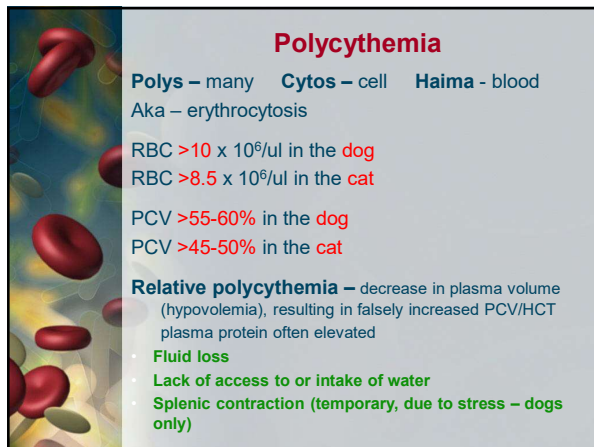 Polycythemia
Polys – many Cytos – cell Haima - blood
Aka – erythrocytosis
RBC >10 x 10⁶/ul in the dog
RBC >8.5 x 10⁶/ul in the cat
PCV >55-60% in the dog
PCV >45-50% in the cat
Relative polycythemia – decrease in plasma volume
(hypovolemia), resulting in falsely increased PCV/HCT
plasma protein often elevated
• Fluid loss
• Lack of access to or intake of water
• Splenic contraction (temporary, due to stress – dogs
only)